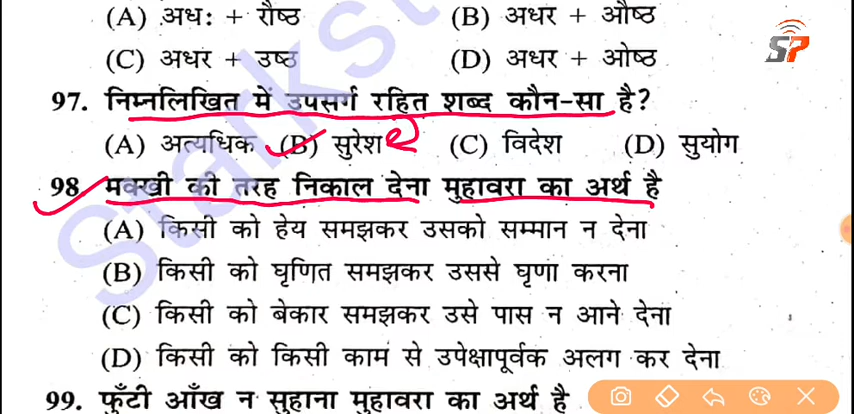 (A) अधः + रौष्ठ (B) अधर + औष्ठ
(C) अधर + उष्ठ (D) अधर + ओष्ठ
SP
97. निम्नलिखित में उपसर्ग रहित शब्द कौन-सा है?
(A) अत्यधिक (B) सुरेश (C) विदेश (D) सुयोग
98. मक्खी की तरह निकाल देना मुहावरा का अर्थ है
(A) किसी को हेय समझकर उसको सम्मान न देना
(B) किसी को घृणित समझकर उससे घृणा करना
(C) किसी को बेकार समझकर उसे पास न आने देना
(D) किसी को किसी काम से उपेक्षापूर्वक अलग कर देना
99. फूँटी आँख न सुहाना मुहावरा का अर्थ है